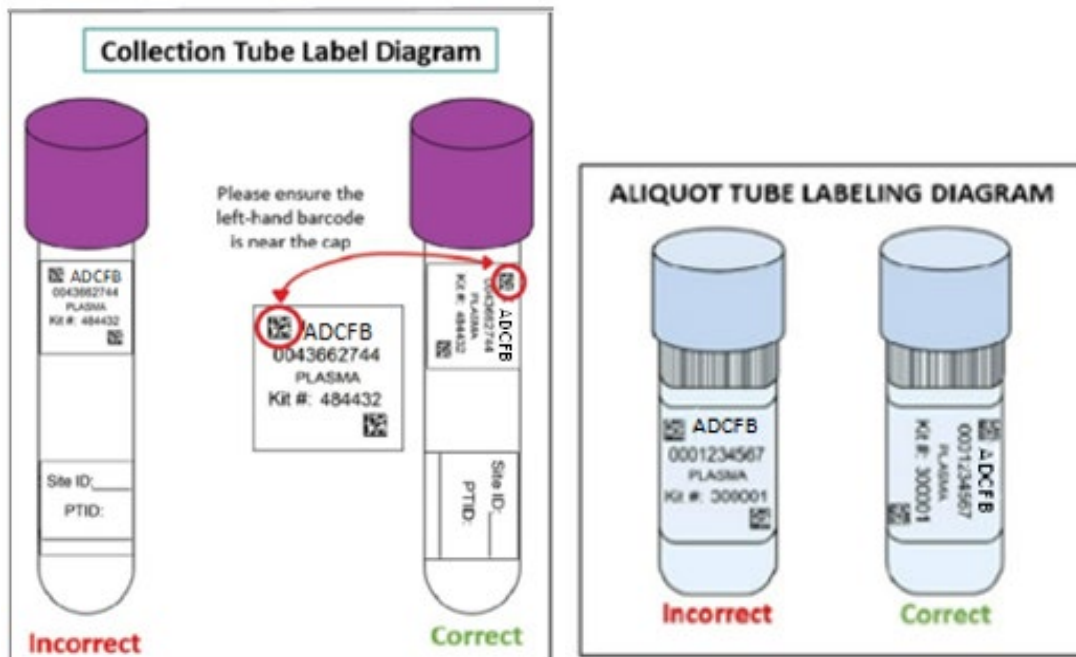 Collection Tube Label Diagram
Please ensure the
left-hand barcode
is near the cap
ADCFB
0043662744
PLASMA
Kit #: 484432
Site ID:
PTID:
Incorrect
ADCFB
0043662744
PLASMA
Kit #: 484432
ADCFB
0043662744
PLASMA
Kit #: 484432
Site ID:
PTID:
Correct
ALIQUOT TUBE LABELING DIAGRAM
ADCFB
0001234567
PLASMA
Kit #: 300001
Incorrect
ADCFB
0001234567
PLASMA
Kit #: 300001
Correct